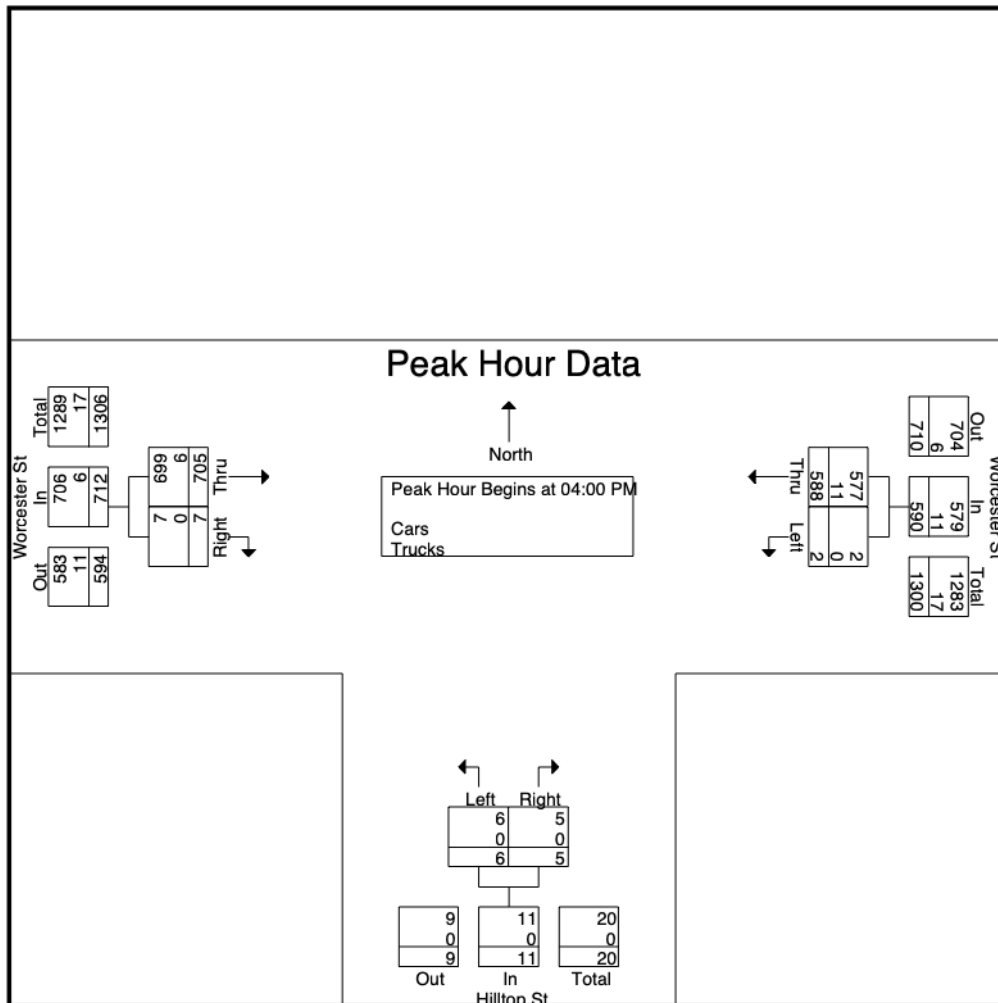 Peak Hour Data
North
Peak Hour Begins at 04:00 PM
Cars
Trucks
Worcester St
Total
1289
17
1306
In
706
6
712
Out
583
11
594
699
6
705
Thru
7
0
7
Right
Worcester St
Out
704
6
710
In
579
11
590
Total
1283
17
1300
577
11
588
Thru
2
0
2
Left
Left Right
6 5
0 0
6 5
9 11 20
0 0 0
9 11 20
Out In Total
Hilltop St